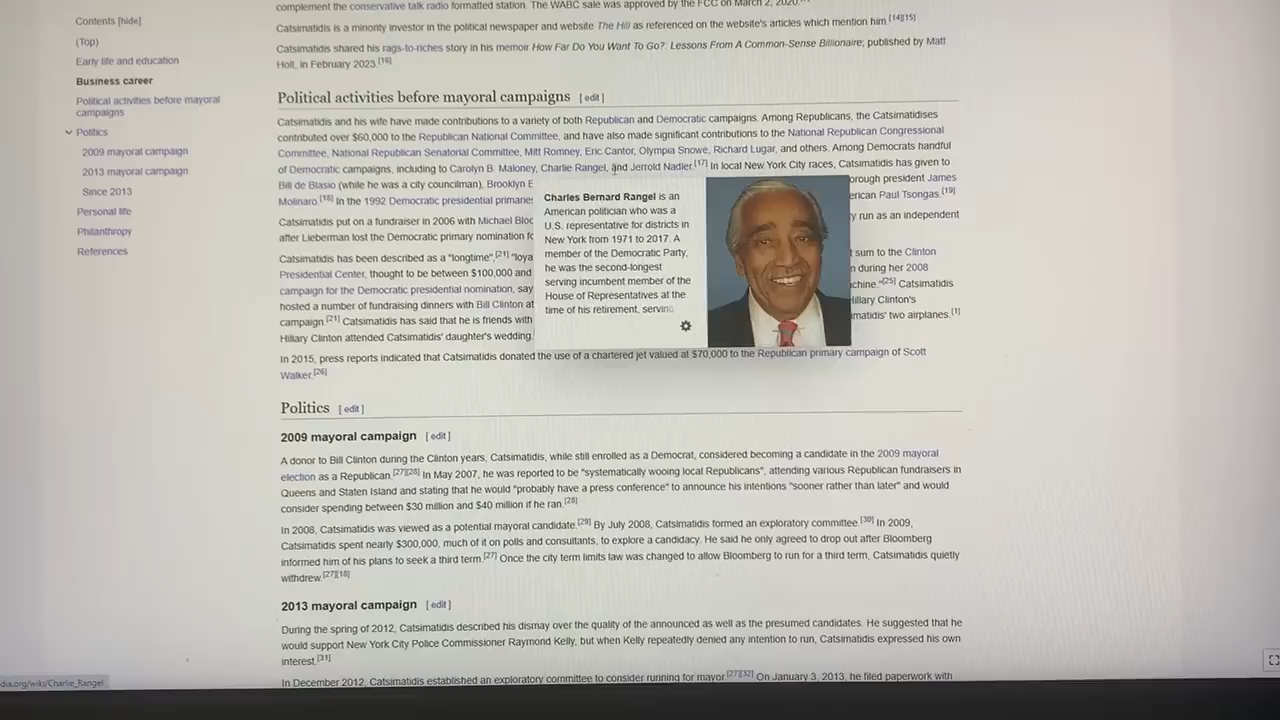 complement the conservative talk radio formatted station. The WABC sale was approved by the FCC on March 2, 2020.
Contents [hide]
(Top)
Early life and education
Business career
Political activities before mayoral
campaigns
Politics
2009 mayoral campaign
2013 mayoral campaign
Since 2013
Personal life
Philanthropy
References
Catsimatidis is a minority investor in the political newspaper and website The Hill as referenced on the website's articles which mention him.[14][15]
Catsimatidis shared his rags-to-riches story in his memoir How Far Do You Want To Go?: Lessons From A Common-Sense Billionaire; published by Matt
Holt, in February 2023.[16]
Political activities before mayoral campaigns [ edit ]
Catsimatidis and his wife have made contributions to a variety of both Republican and Democratic campaigns. Among Republicans, the Catsimatidises
contributed over $60,000 to the Republican National Committee, and have also made significant contributions to the National Republican Congressional
Committee, National Republican Senatorial Committee, Mitt Romney, Eric Cantor, Olympia Snowe, Richard Lugar, and others. Among Democrats handful
of Democratic campaigns, including to Carolyn B. Maloney, Charlie Rangel, and Jerrold Nadler.[17] In local New York City races, Catsimatidis has given to
Bill de Blasio (while he was a city councilman), Brooklyn B orough president James
Molinaro.[18] In the 1992 Democratic presidential primaries erican Paul Tsongas.[19]
Catsimatidis put on a fundraiser in 2006 with Michael Bloo y run as an independent
after Lieberman lost the Democratic primary nomination fo
Catsimatidis has been described as a "longtime",[21] "loya t sum to the Clinton
Presidential Center, thought to be between $100,000 and n during her 2008
campaign for the Democratic presidential nomination, say chine."[25] Catsimatidis
hosted a number of fundraising dinners with Bill Clinton at Hillary Clinton's
campaign.[21] Catsimatidis has said that he is friends with imatidis' two airplanes.[1]
Hillary Clinton attended Catsimatidis' daughter's wedding
Charles Bernard Rangel is an
American politician who was a
U.S. representative for districts in
New York from 1971 to 2017. A
member of the Democratic Party,
he was the second-longest
serving incumbent member of the
House of Representatives at the
time of his retirement, serving
In 2015, press reports indicated that Catsimatidis donated the use of a chartered jet valued at $70,000 to the Republican primary campaign of Scott
Walker.[26]
Politics [ edit ]
2009 mayoral campaign [ edit ]
A donor to Bill Clinton during the Clinton years, Catsimatidis, while still enrolled as a Democrat, considered becoming a candidate in the 2009 mayoral
election as a Republican.[27][28] In May 2007, he was reported to be "systematically wooing local Republicans", attending various Republican fundraisers in
Queens and Staten Island and stating that he would "probably have a press conference" to announce his intentions "sooner rather than later" and would
consider spending between $30 million and $40 million if he ran.[28]
In 2008, Catsimatidis was viewed as a potential mayoral candidate.[29] By July 2008, Catsimatidis formed an exploratory committee.[30] In 2009,
Catsimatidis spent nearly $300,000, much of it on polls and consultants, to explore a candidacy. He said he only agreed to drop out after Bloomberg
informed him of his plans to seek a third term.[27] Once the city term limits law was changed to allow Bloomberg to run for a third term, Catsimatidis quietly
withdrew.[27][18]
2013 mayoral campaign [ edit ]
During the spring of 2012, Catsimatidis described his dismay over the quality of the announced as well as the presumed candidates. He suggested that he
would support New York City Police Commissioner Raymond Kelly, but when Kelly repeatedly denied any intention to run, Catsimatidis expressed his own
interest.[31]
In December 2012, Catsimatidis established an exploratory committee to consider running for mayor.[27][32] On January 3, 2013, he filed paperwork with
dia.org/wiki/Charlie_Rangel